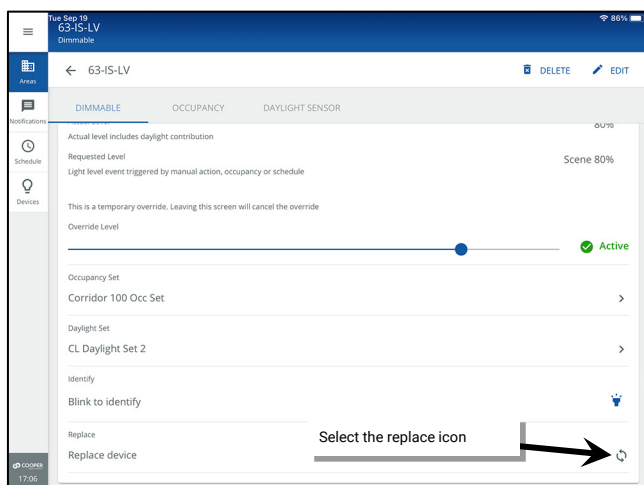 Tue Sep 19
86%
63-IS-LV
Dimmable
Areas
Notifications
Schedule
Devices
COOPER
17:06
63-IS-LV
DELETE
EDIT
DIMMABLE
OCCUPANCY
DAYLIGHT SENSOR
80%
Actual level includes daylight contribution
Requested Level
Scene 80%
Light level event triggered by manual action, occupancy or schedule
This is a temporary override. Leaving this screen will cancel the override
Override Level
Active
Occupancy Set
Corridor 100 Occ Set
Daylight Set
CL Daylight Set 2
Identify
Blink to identify
Replace
Replace device
Select the replace icon